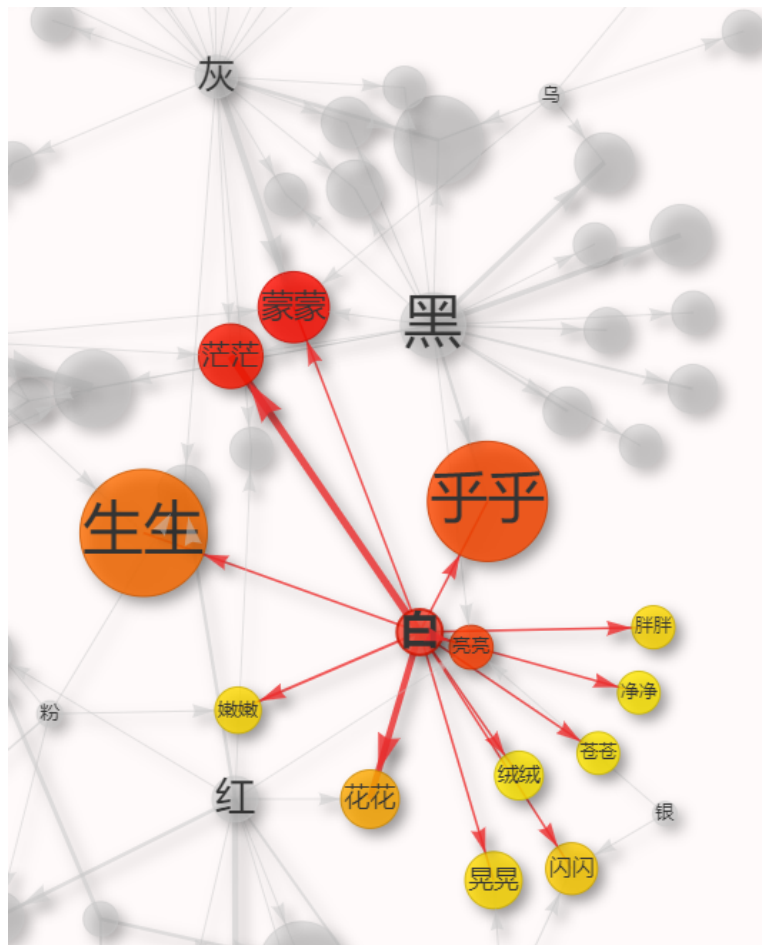 灰
乌
蒙蒙
黑
茫茫
乎乎
生生
白
亮亮
胖胖
净净
嫩嫩
粉
苍苍
绒绒
红
花花
银
晃晃
闪闪